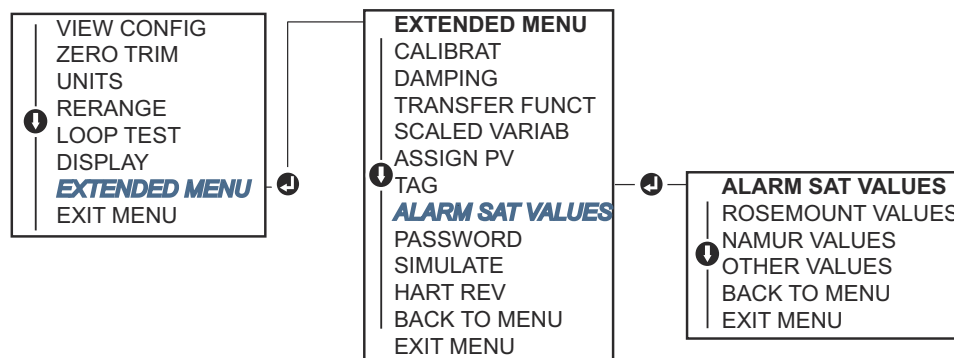 VIEW CONFIG
ZERO TRIM
UNITS
RERANGE
LOOP TEST
DISPLAY
EXTENDED MENU
EXIT MENU
EXTENDED MENU
CALIBRAT
DAMPING
TRANSFER FUNCT
SCALED VARIAB
ASSIGN PV
TAG
ALARM SAT VALUES
PASSWORD
SIMULATE
HART REV
BACK TO MENU
EXIT MENU
ALARM SAT VALUES
ROSEMOUNT VALUES
NAMUR VALUES
OTHER VALUES
BACK TO MENU
EXIT MENU